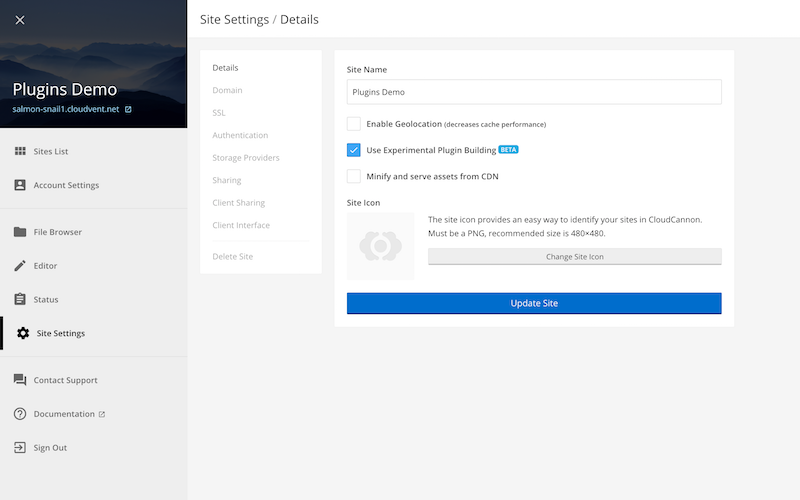 Plugins Demo
salmon-snail1.cloudvent.net
Sites List
Account Settings
File Browser
Editor
Status
Site Settings
Contact Support
Documentation
Sign Out
Site Settings / Details
Details
Domain
SSL
Authentication
Storage Providers
Sharing
Client Sharing
Client Interface
Delete Site
Site Name
Plugins Demo
Enable Geolocation (decreases cache performance)
Use Experimental Plugin Building BETA
Minify and serve assets from CDN
Site Icon
The site icon provides an easy way to identify your sites in CloudCannon.
Must be a PNG, recommended size is 480×480.
Change Site Icon
Update Site